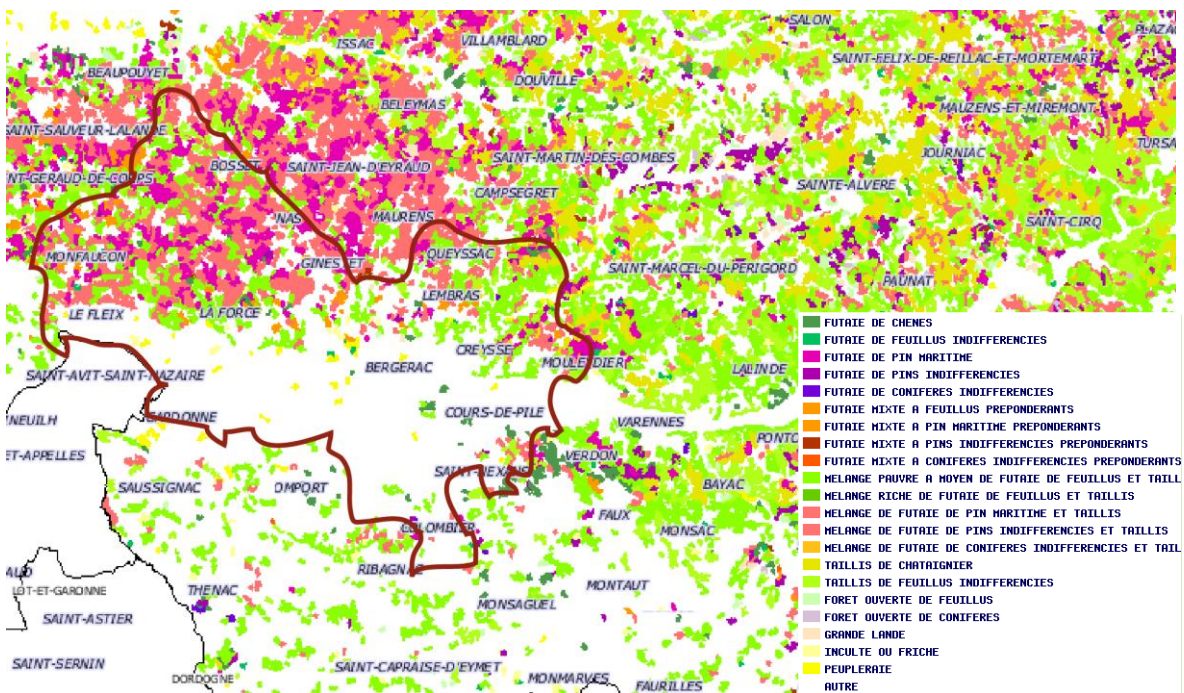 SALON
PLAZAC
ISSAC
VILLAMBLARD
SAINT-FELIX-DE-REILLAC-ET-MORTEMART
BEAUPOUYET
DOUVILLE
BELEYMAS
MAUZENS-ET-MIREMONT
SAINT-SAUVEUR-LALANDE
TURSA
JOURNIAC
BOSSET
SAINT-JEAN-D'EYRAUD
SAINT-MARTIN-DES-COMBES
NT-GERAUD-DE-CORPS
SAINTE-ALVERE
CAMPSEGRET
NAS
MAURENS
SAINT-CIRQ
MONFAUCON
GINESTET
QUEYSSAC
SAINT-MARCEL-DU-PERIGORD
PAUNAT
LEMBRAS
LE FLEIX
LA FORCE
CREYSSE
MOULEYDIER
BERGERAC
LALINDE
SAINT-AVIT-SAINT-NAZAIRE
GARDONNE
COURS-DE-PILE
VARENNES
INEUILH
PONTO
ET-APPELLES
VERDON
SAINT-NEXANS
SAUSSIGNAC
OMPORT
BAYAC
FAUX
COLOMBIER
MONSAC
RIBAGNAC
AUD
THENAC
MONTAUT
LOT-ET-GARONNE
MONSAGUEL
SAINT-ASTIER
SAINT-SERNIN
SAINT-CAPRAISE-D'EYMET
DORDOGNE
MONMARVES
FAURILLES
FUTAIE DE CHENES
FUTAIE DE FEUILLUS INDIFFERENCIES
FUTAIE DE PIN MARITIME
FUTAIE DE PINS INDIFFERENCIES
FUTAIE DE CONIFERES INDIFFERENCIES
FUTAIE MIXTE A FEUILLUS PREPONDERANTS
FUTAIE MIXTE A PIN MARITIME PREPONDERANTS
FUTAIE MIXTE A PINS INDIFFERENCIES PREPONDERANTS
FUTAIE MIXTE A CONIFERES INDIFFERENCIES PREPONDERANTS
MELANGE PAUVRE A MOYEN DE FUTAIE DE FEUILLUS ET TAILL
MELANGE RICHE DE FUTAIE DE FEUILLUS ET TAILLIS
MELANGE DE FUTAIE DE PIN MARITIME ET TAILLIS
MELANGE DE FUTAIE DE PINS INDIFFERENCIES ET TAILLIS
MELANGE DE FUTAIE DE CONIFERES INDIFFERENCIES ET TAIL
TAILLIS DE CHATAIGNIER
TAILLIS DE FEUILLUS INDIFFERENCIES
FORET OUVERTE DE FEUILLUS
FORET OUVERTE DE CONIFERES
GRANDE LANDE
INCULTE OU FRICHE
PEUPLERAIE
AUTRE